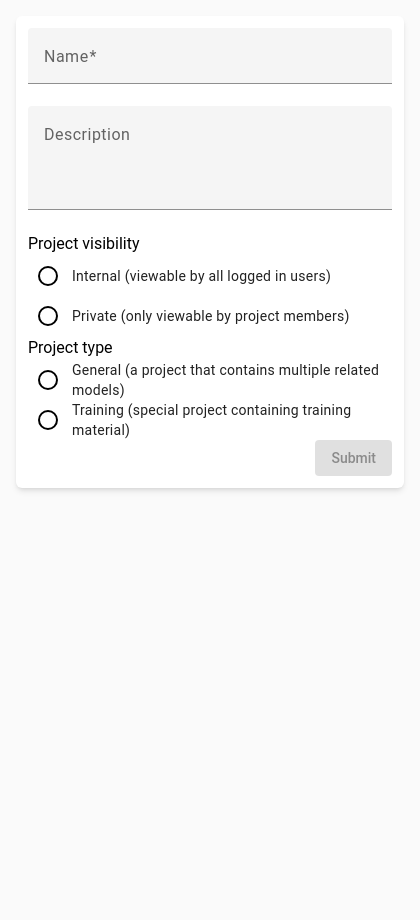 Name*
Description
Project visibility
Internal (viewable by all logged in users)
Private (only viewable by project members)
Project type
General (a project that contains multiple related
models)
Training (special project containing training
material)
Submit